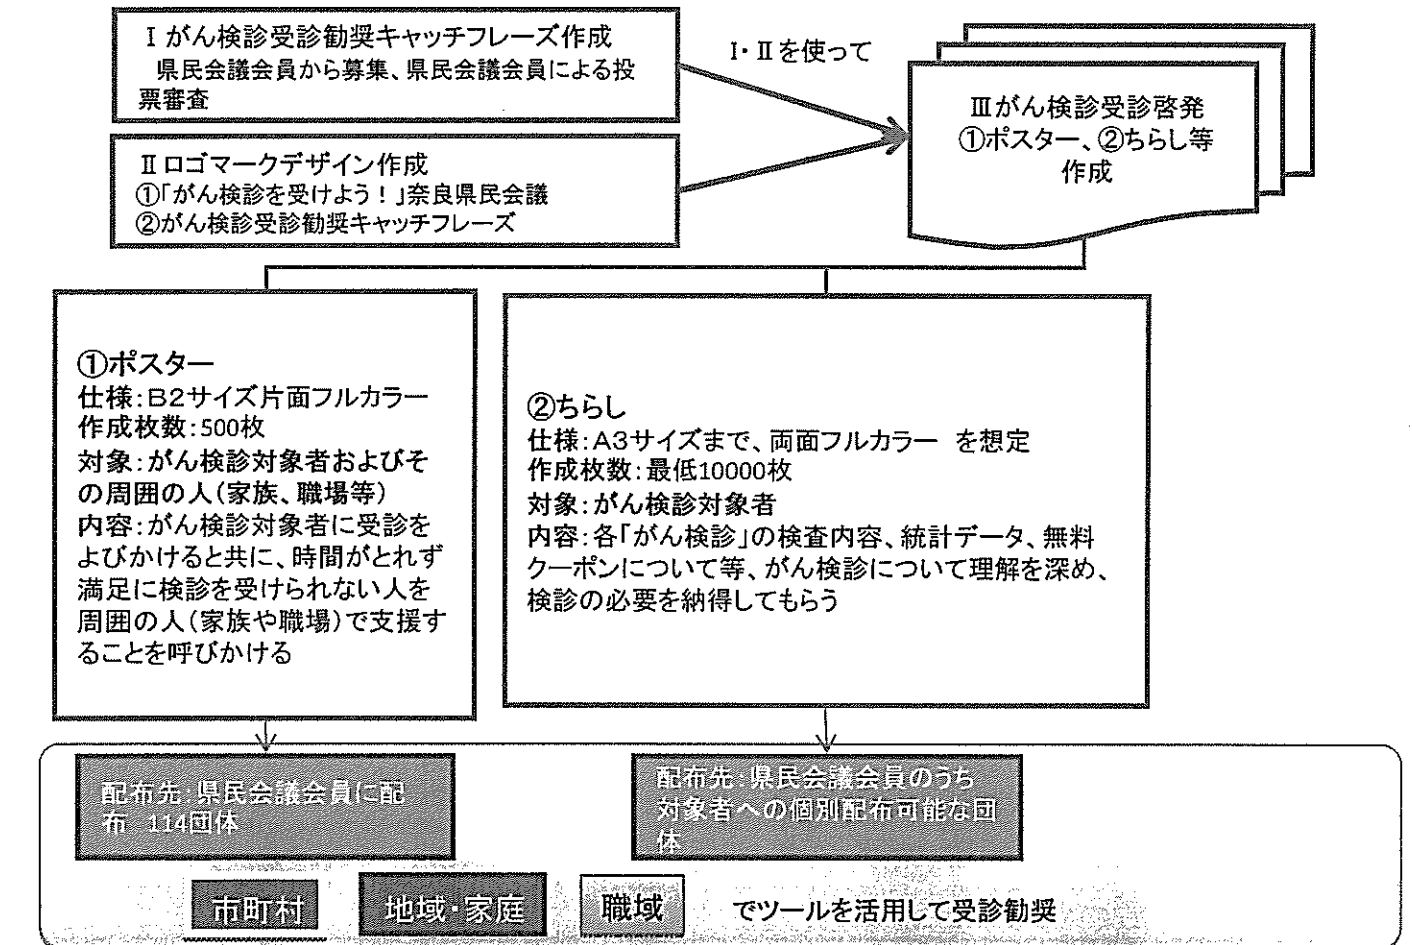 Ⅰ がん検診受診勧奨キャッチフレーズ作成
県民会議会員から募集、県民会議会員による投
票審査
Ⅰ・Ⅱを使って
Ⅱ ロゴマークデザイン作成
①「がん検診を受けよう！」奈良県民会議
②がん検診受診勧奨キャッチフレーズ
Ⅲがん検診受診啓発
①ポスター、②ちらし等
作成
①ポスター
仕様：B2サイズ片面フルカラー
作成枚数：500枚
対象：がん検診対象者およびそ
の周囲の人（家族、職場等）
内容：がん検診対象者に受診を
よびかけると共に、時間がとれず
満足に検診を受けられない人を
周囲の人（家族や職場）で支援す
ることを呼びかける
②ちらし
仕様：A3サイズまで、両面フルカラー を想定
作成枚数：最低10000枚
対象：がん検診対象者
内容：各「がん検診」の検査内容、統計データ、無料
クーポンについて等、がん検診について理解を深め、
検診の必要を納得してもらう
配布先：県民会議会員に配
布 114団体
配布先：県民会議会員のうち
対象者への個別配布可能な団
体
市町村 地域・家庭 職域 でツールを活用して受診勧奨